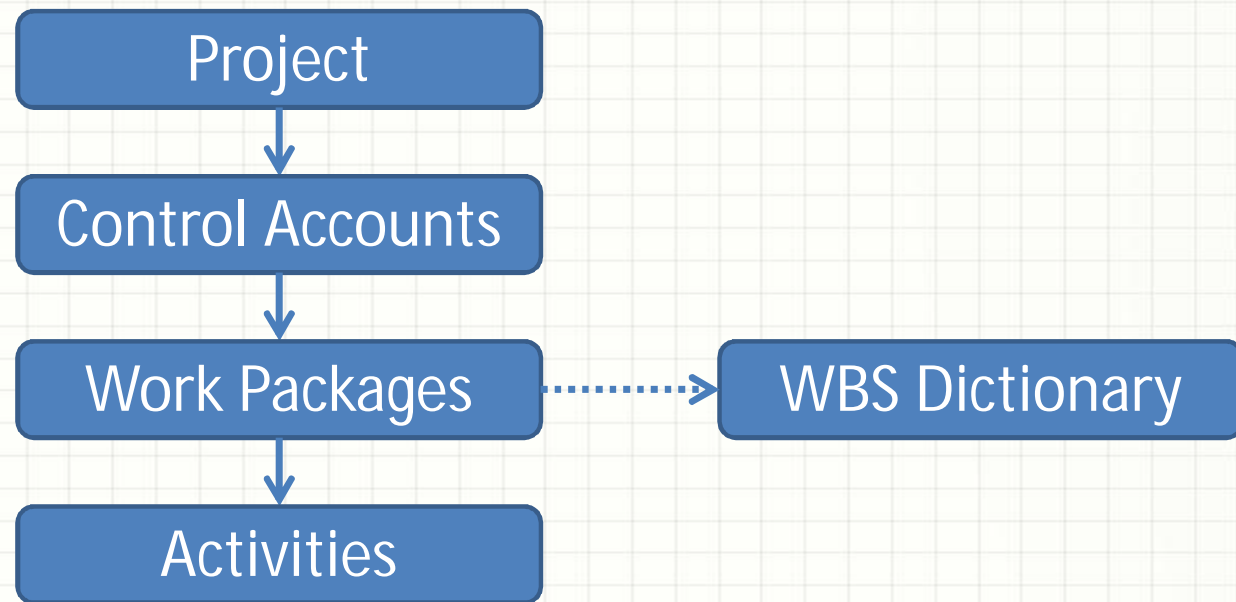 Project
Control Accounts
Work Packages
WBS Dictionary
Activities